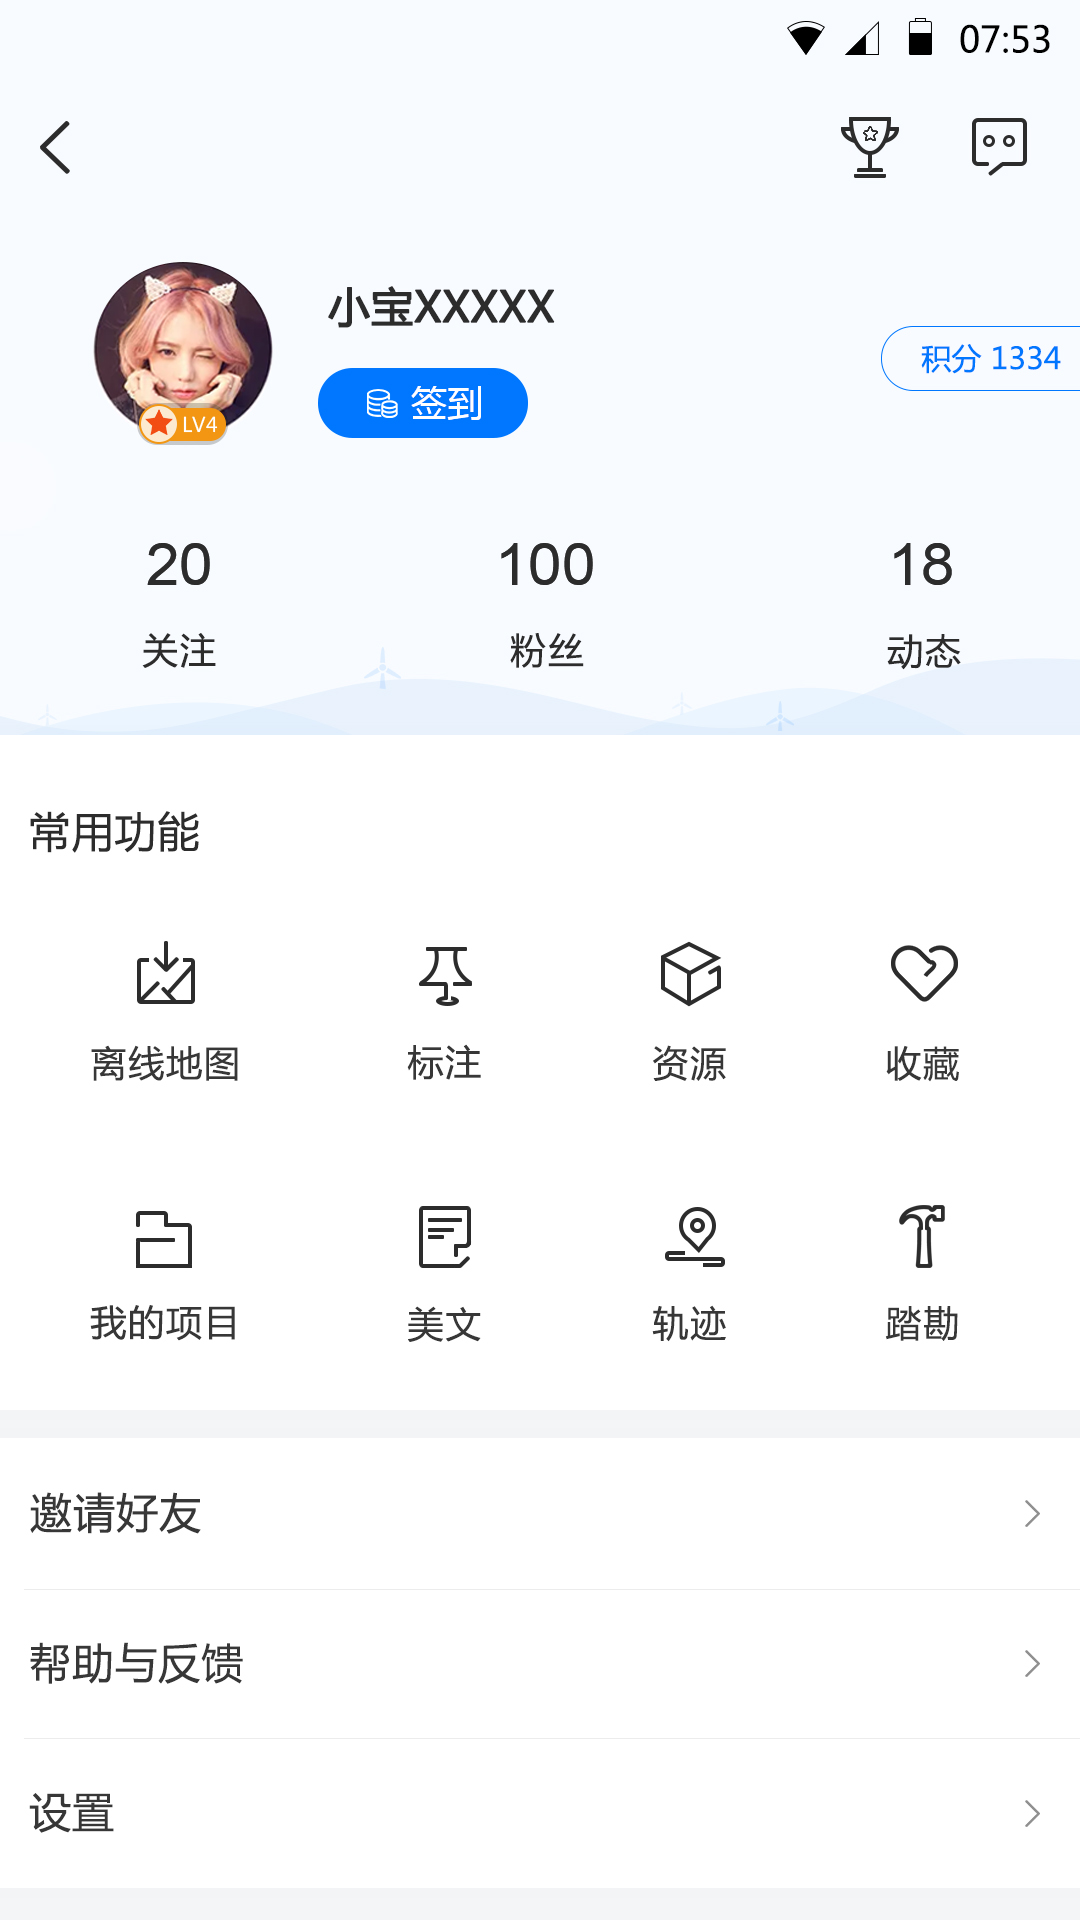 07:53
小宝XXXXX
积分 1334
签到
LV4
20 100 18
关注 粉丝 动态
常用功能
离线地图 标注 资源 收藏
我的项目 美文 轨迹 踏勘
邀请好友
帮助与反馈
设置